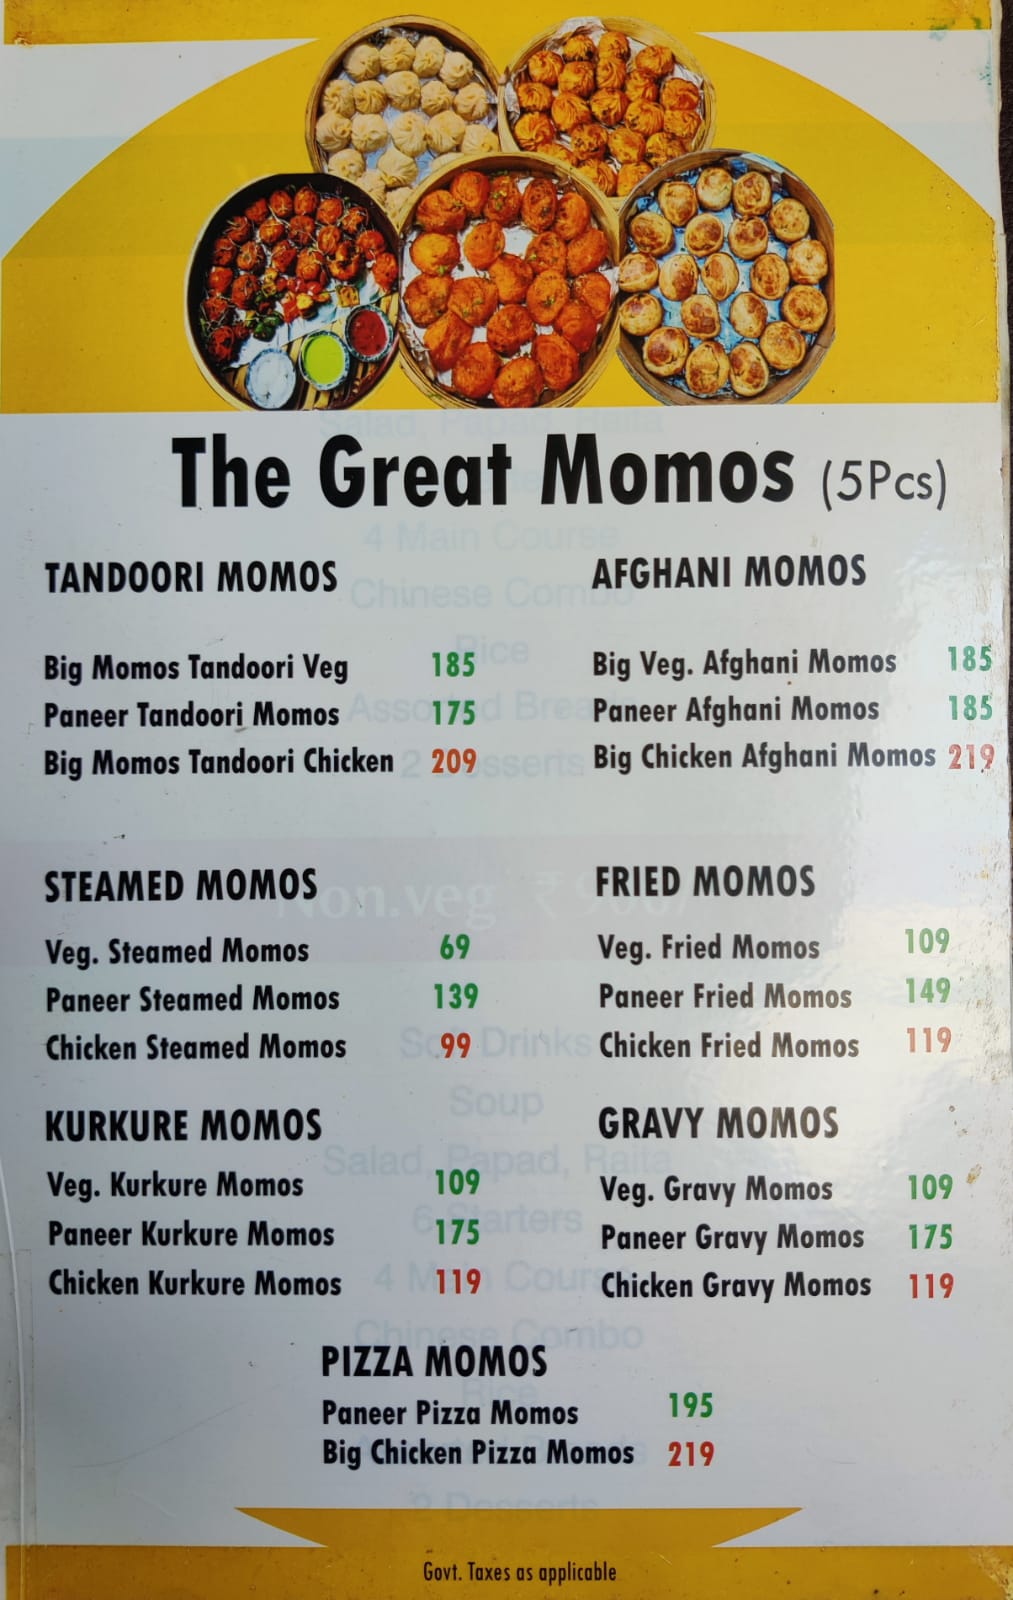 The Great Momos (5Pcs)
TANDOORI MOMOS
Big Momos Tandoori Veg 185
Paneer Tandoori Momos 175
Big Momos Tandoori Chicken 209
AFGHANI MOMOS
Big Veg. Afghani Momos 185
Paneer Afghani Momos 185
Big Chicken Afghani Momos 219
STEAMED MOMOS
Veg. Steamed Momos 69
Paneer Steamed Momos 139
Chicken Steamed Momos 99
FRIED MOMOS
Veg. Fried Momos 109
Paneer Fried Momos 149
Chicken Fried Momos 119
KURKURE MOMOS
Veg. Kurkure Momos 109
Paneer Kurkure Momos 175
Chicken Kurkure Momos 119
GRAVY MOMOS
Veg. Gravy Momos 109
Paneer Gravy Momos 175
Chicken Gravy Momos 119
PIZZA MOMOS
Paneer Pizza Momos 195
Big Chicken Pizza Momos 219
Govt. Taxes as applicable